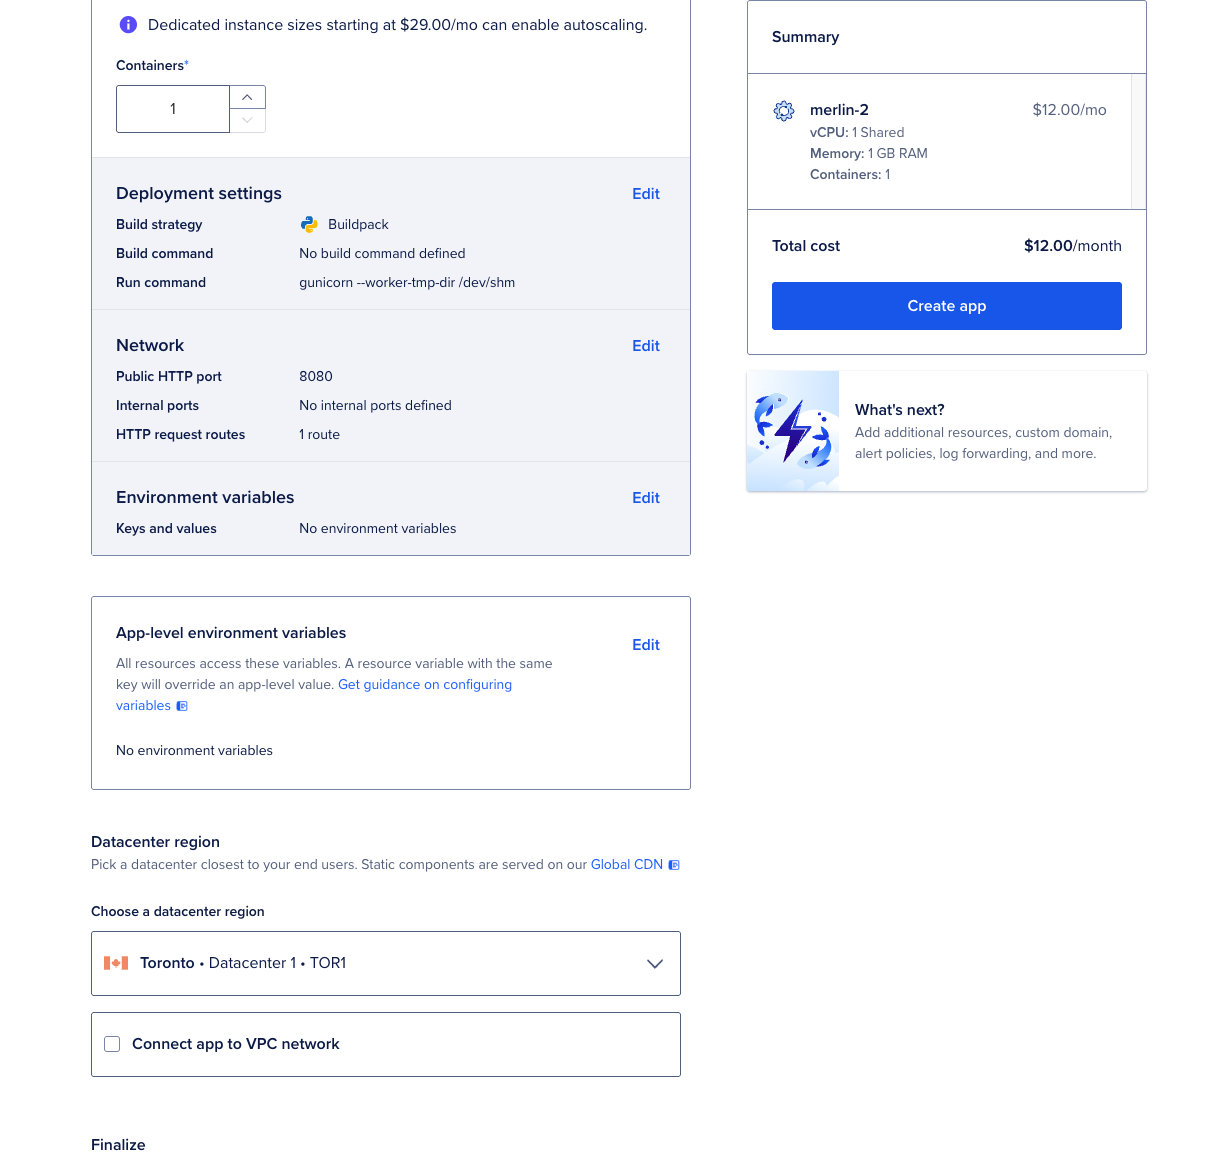 Dedicated instance sizes starting at $29.00/mo can enable autoscaling.
Containers*
1
Deployment settings
Edit
Build strategy
Buildpack
Build command
No build command defined
Run command
gunicorn --worker-tmp-dir /dev/shm
Network
Edit
Public HTTP port
8080
Internal ports
No internal ports defined
HTTP request routes
1 route
Environment variables
Edit
Keys and values
No environment variables
App-level environment variables
Edit
All resources access these variables. A resource variable with the same
key will override an app-level value. Get guidance on configuring
variables
No environment variables
Datacenter region
Pick a datacenter closest to your end users. Static components are served on our Global CDN
Choose a datacenter region
Toronto • Datacenter 1 • TOR1
Connect app to VPC network
Finalize
Summary
merlin-2
$12.00/mo
vCPU: 1 Shared
Memory: 1 GB RAM
Containers: 1
Total cost
$12.00/month
Create app
What's next?
Add additional resources, custom domain,
alert policies, log forwarding, and more.